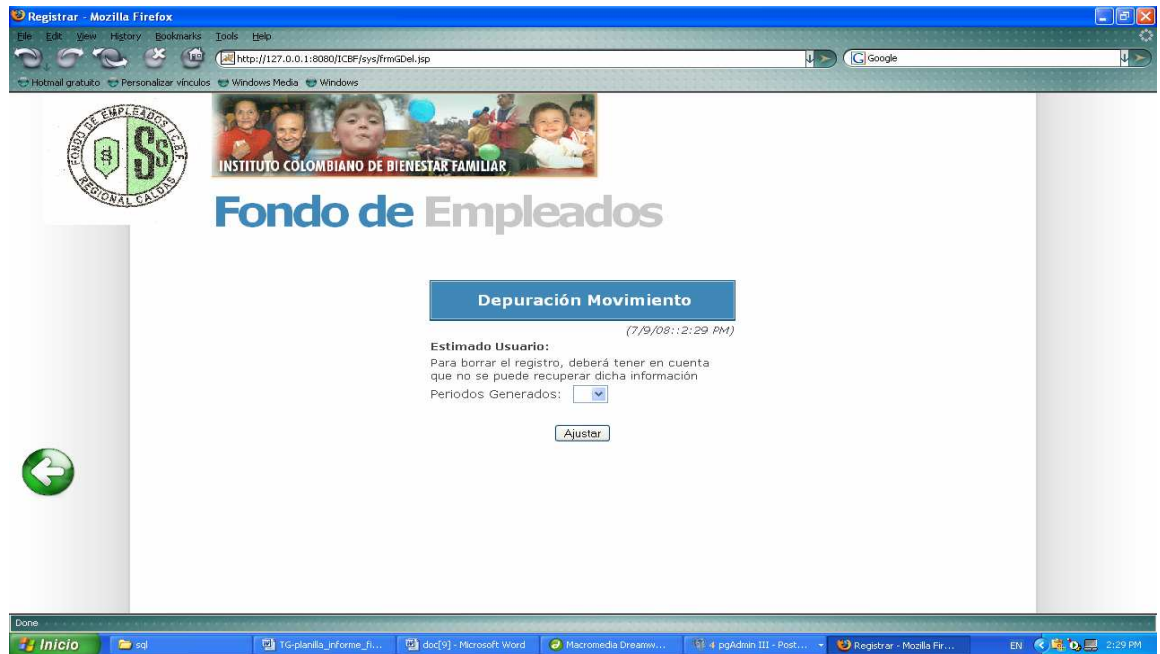 Registrar - Mozilla Firefox
File Edit View History Bookmarks Tools Help
http://127.0.0.1:8080/ICBF/sys/frmGDel.jsp
Google
Hotmail gratuito Personalizar vínculos Windows Media Windows
FONDO DE EMPLEADOS I.C.B.F
REGIONAL CALDAS
INSTITUTO COLOMBIANO DE BIENESTAR FAMILIAR
Fondo de Empleados
Depuración Movimiento
(7/9/08::2:29 PM)
Estimado Usuario:
Para borrar el registro, deberá tener en cuenta
que no se puede recuperar dicha información
Periodos Generados:
Ajustar
Done
Inicio sql TG-planilla_informe_fi... doc[9] - Microsoft Word Macromedia Dreamw... 4 pgAdmin III - Post... Registrar - Mozilla Fir... EN 2:29 PM